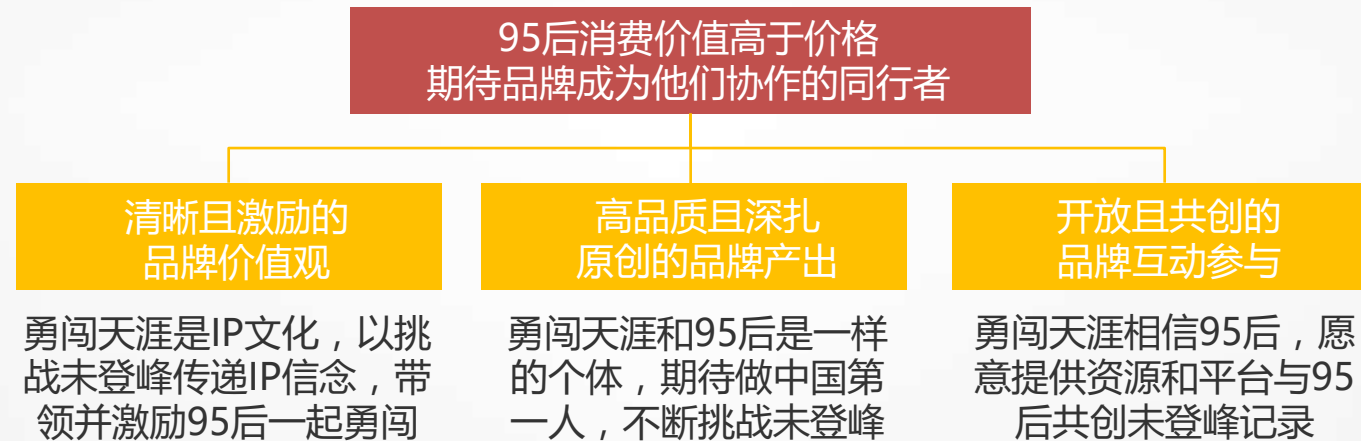 95后消费价值高于价格
期待品牌成为他们协作的同行者
清晰且激励的
品牌价值观
高品质且深扎
原创的品牌产出
开放且共创的
品牌互动参与
勇闯天涯是IP文化，以挑
战未登峰传递IP信念，带
领并激励95后一起勇闯
勇闯天涯和95后是一样
的个体，期待做中国第
一人，不断挑战未登峰
勇闯天涯相信95后，愿
意提供资源和平台与95
后共创未登峰记录